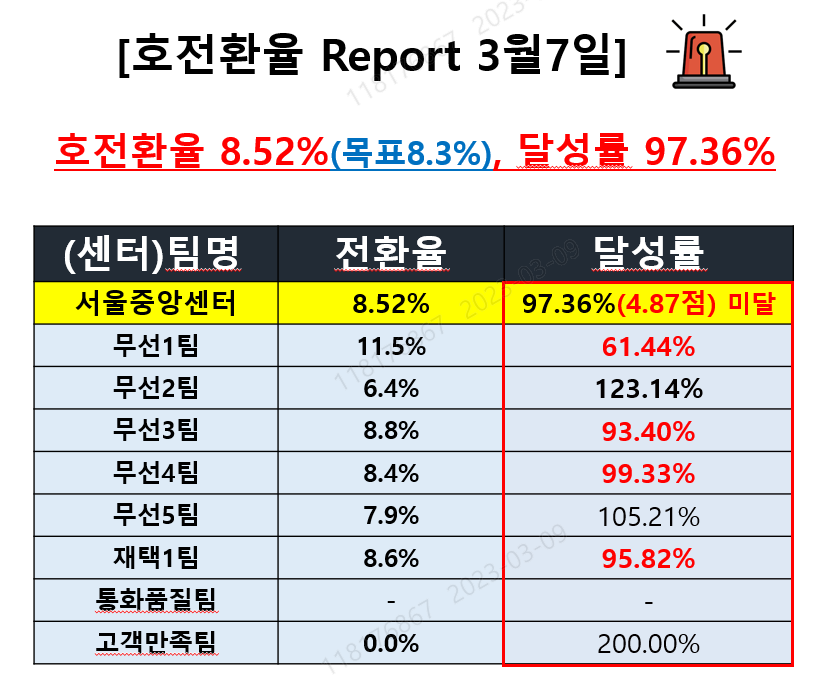 [호전환율 Report 3월7일]
호전환율 8.52%(목표8.3%), 달성률 97.36%
(센터)팀명 전환율 달성률
서울중앙센터 8.52% 97.36%(4.87점) 미달
무선1팀 11.5% 61.44%
무선2팀 6.4% 123.14%
무선3팀 8.8% 93.40%
무선4팀 8.4% 99.33%
무선5팀 7.9% 105.21%
재택1팀 8.6% 95.82%
통화품질팀 - -
고객만족팀 0.0% 200.00%
118176867 2023-03-09
118176867 2023-03-09